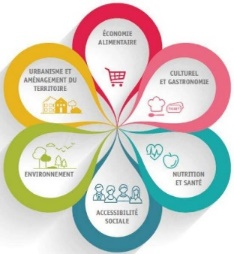 ÉCONOMIE
ALIMENTAIRE
URBANISME ET
AMÉNAGEMENT DU
TERRITOIRE
CULTUREL
ET GASTRONOMIE
ENVIRONNEMENT
NUTRITION
ET SANTÉ
ACCESSIBILITÉ
SOCIALE